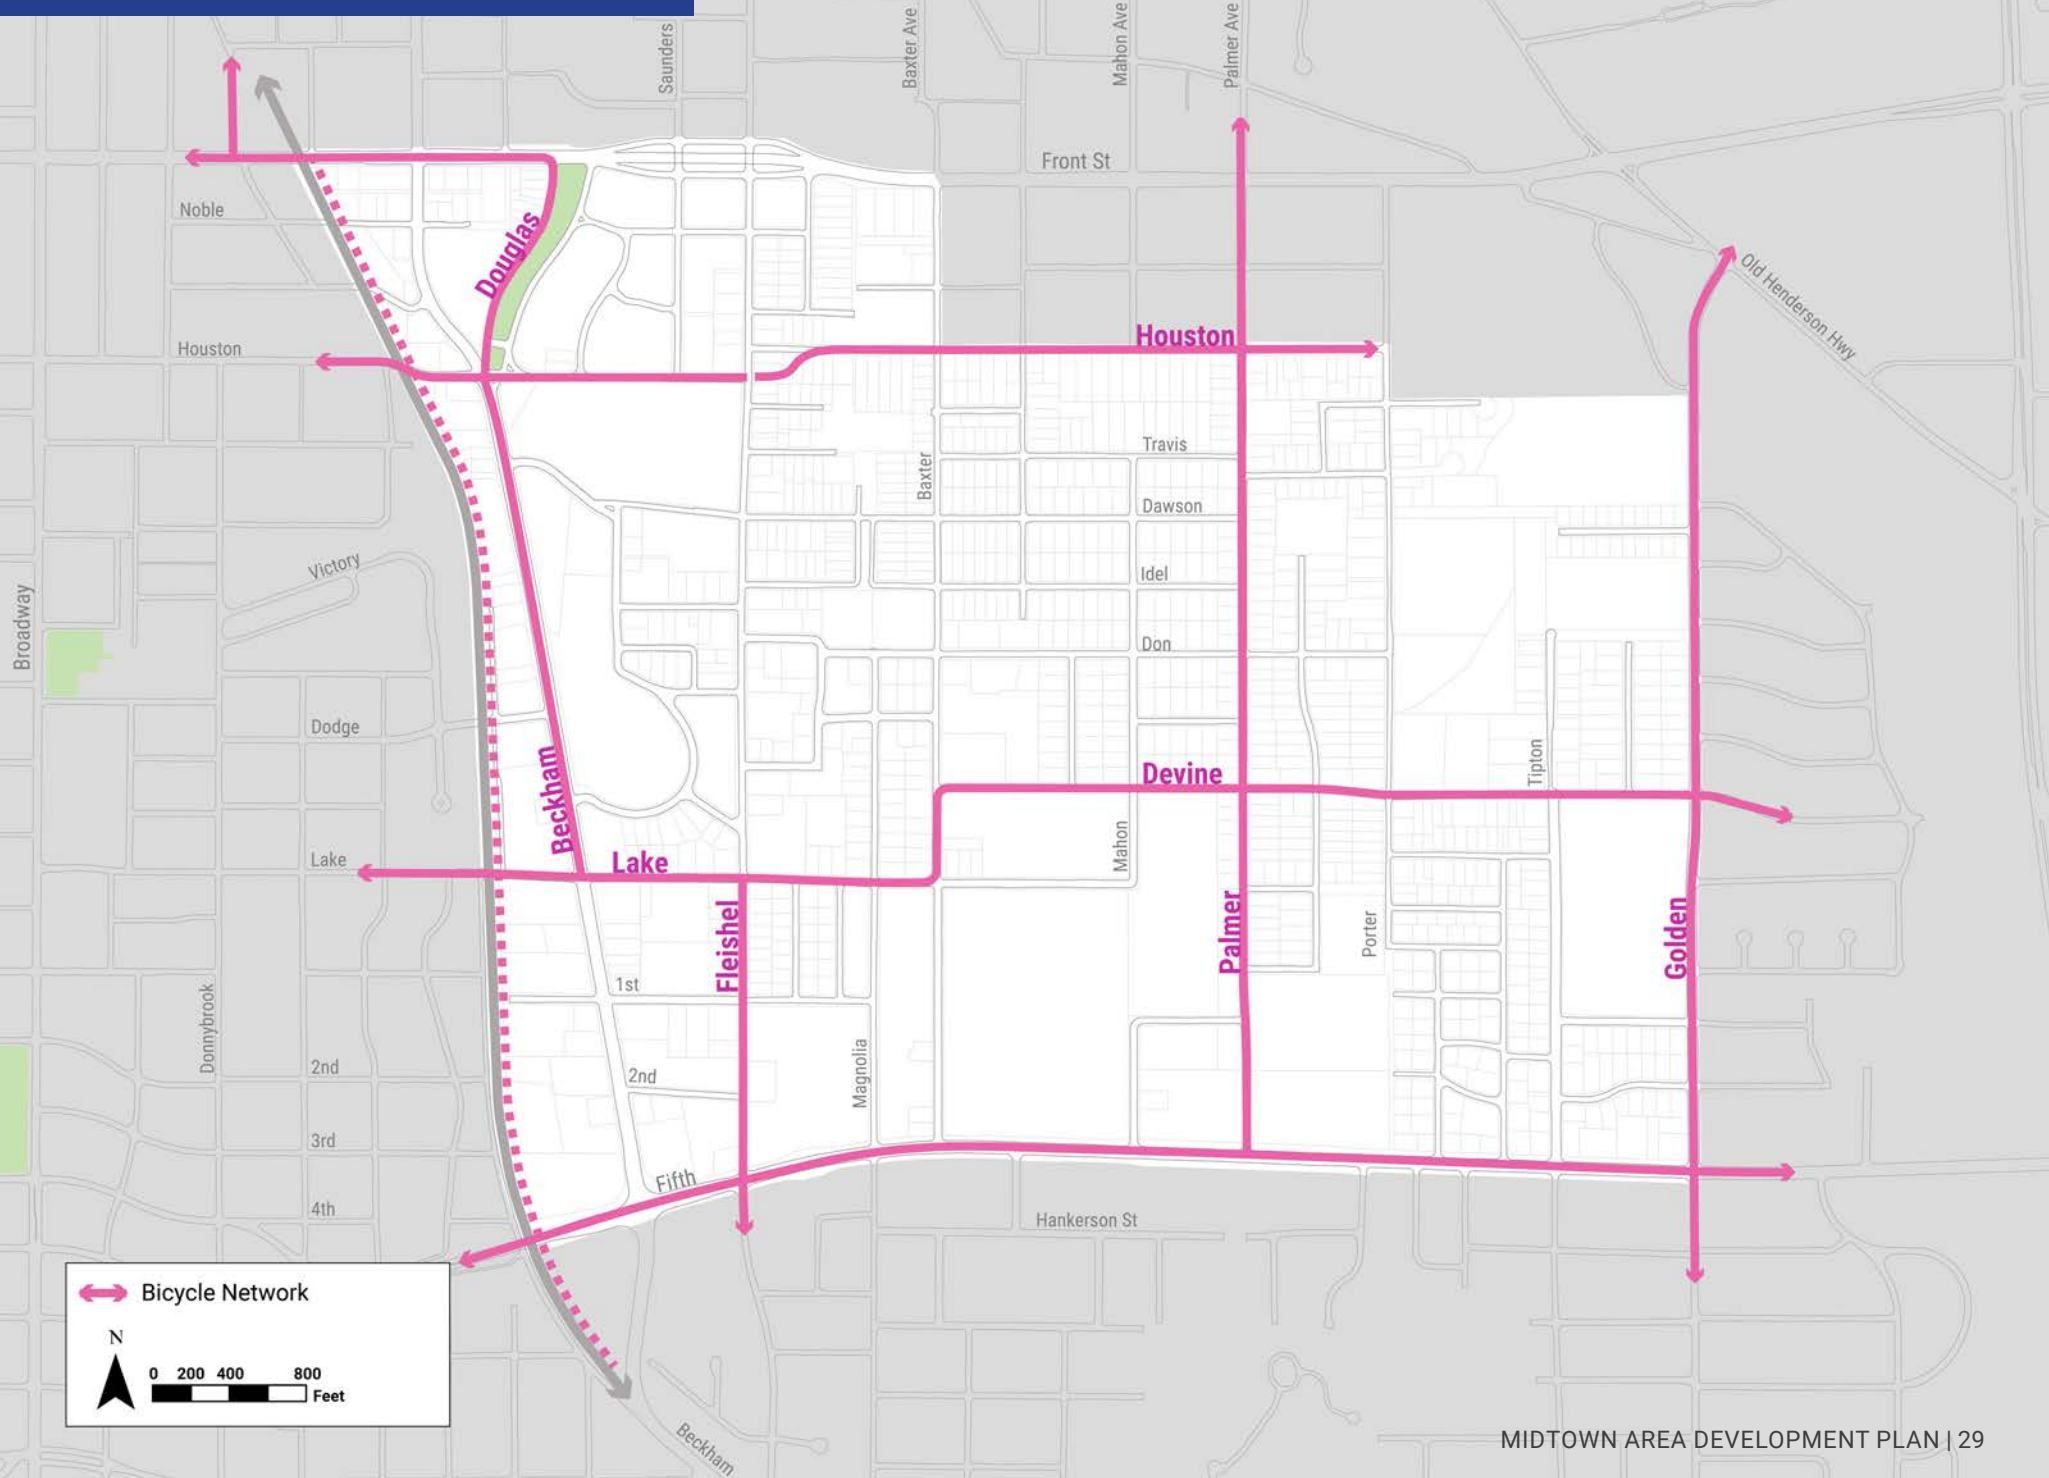 Saunders
Baxter Ave
Mahon Ave
Palmer Ave
Front St
Noble
Douglas
Old Henderson Hwy
Houston
Houston
Travis
Baxter
Dawson
Victory
Idel
Broadway
Don
Dodge
Beckham
Devine
Tipton
Mahon
Lake
Lake
Fleishel
Palmer
Porter
Golden
1st
Donnybrook
2nd
2nd
Magnolia
3rd
Fifth
4th
Hankerson St
Bicycle Network
N
0 200 400 800
Feet
Beckham
MIDTOWN AREA DEVELOPMENT PLAN | 29